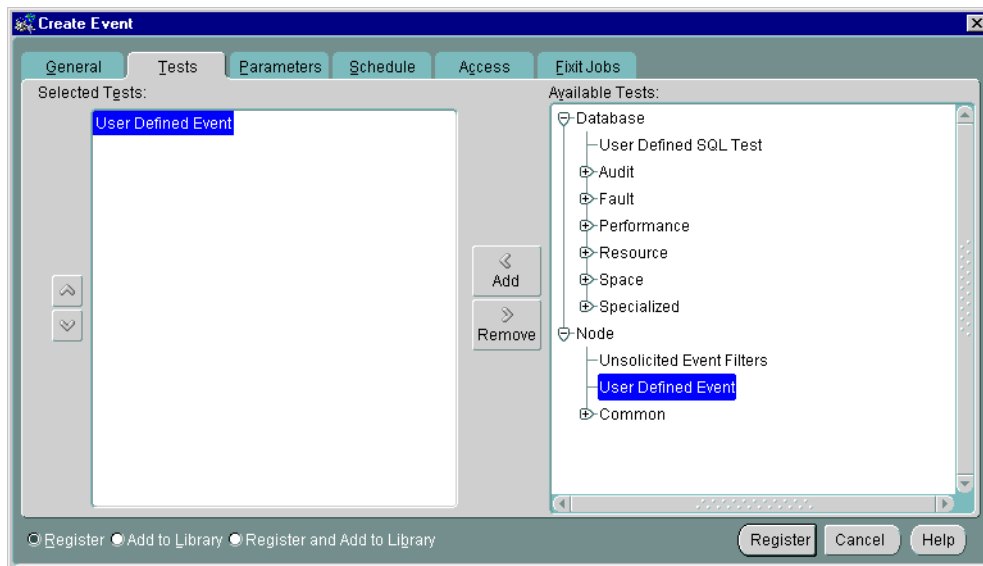 Create Event
General Tests Parameters Schedule Access Fixit Jobs
Selected Tests:
User Defined Event
Add
Remove
Available Tests:
Database
User Defined SQL Test
Audit
Fault
Performance
Resource
Space
Specialized
Node
Unsolicited Event Filters
User Defined Event
Common
Register Add to Library Register and Add to Library
Register Cancel Help